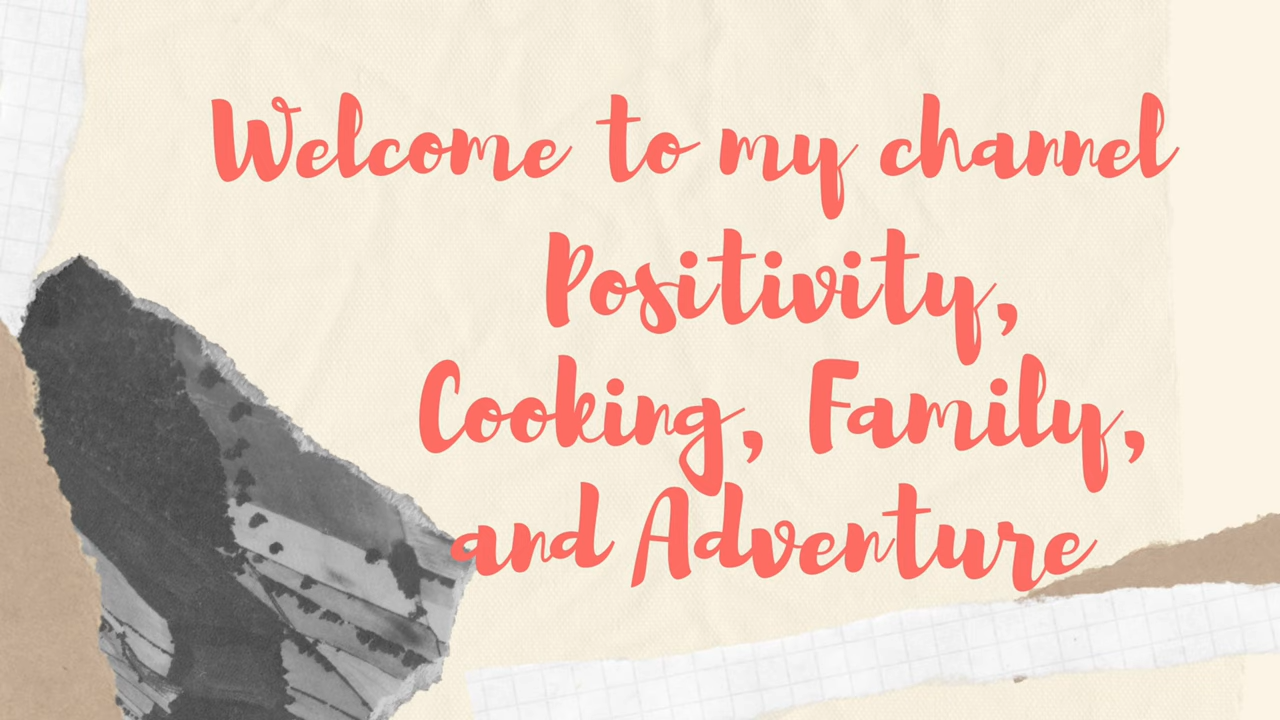 Welcome to my channel
Positivity,
Cooking, Family,
and Adventure